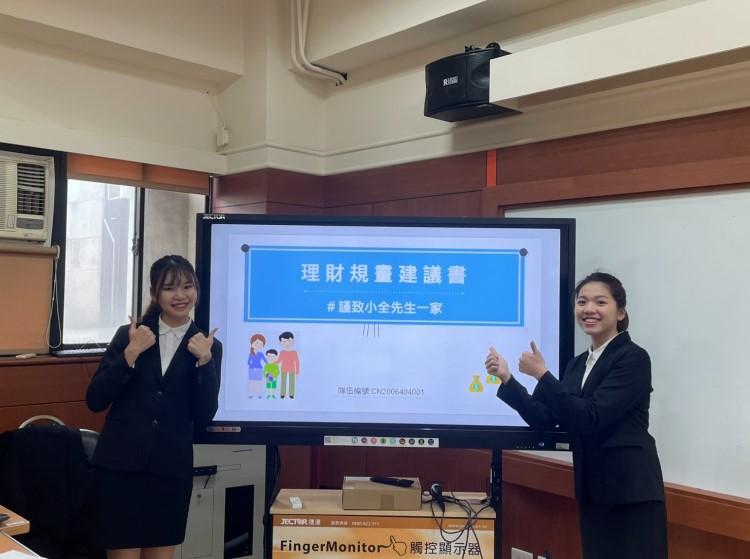 JECTOR
理財規畫建議書
#謹致小全先生一家
隊伍編號:CN2006404001
JECTOR 捷達
FingerMonitor 觸控顯示器